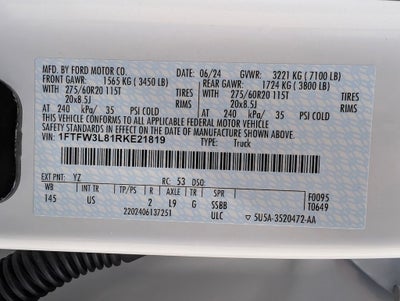 MFD. BY FORD MOTOR CO. 06/24 GVWR: 3221 KG ( 7100 LB)
FRONT GAWR: 1565 KG ( 3450 LB) REAR GAWR: 1724 KG ( 3800 LB)
WITH 275/60R20 115T TIRES WITH 275/60R20 115T TIRES
20x8.5J RIMS 20x8.5J RIMS
AT 240 kPa/ 35 PSI COLD AT 240 kPa/ 35 PSI COLD
THIS VEHICLE CONFORMS TO ALL APPLICABLE FEDERAL MOTOR VEHICLE
SAFETY STANDARDS IN EFFECT ON THE DATE OF MANUFACTURE SHOWN ABOVE.
VIN: 1FTFW3L81RKE21819 TYPE: Truck
EXT PNT: YZ RC: 53 DSO:
WB INT TR TP/PS R AXLE TR SPR F0095
145 US 2 L9 G SSBB T0649
2202406137251 ULC 5U5A-3520472-AA